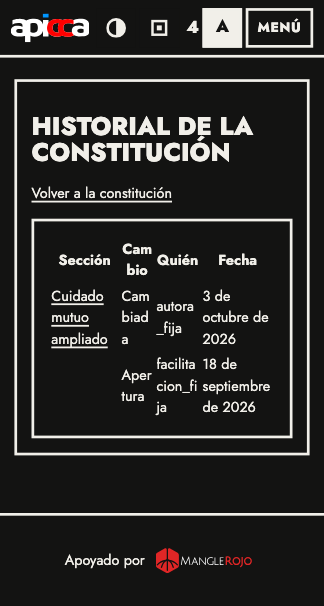 apicca 4 A MENÚ
HISTORIAL DE LA
CONSTITUCIÓN
Volver a la constitución
Sección Cam
bio Quién Fecha
Cuidado
mutuo
ampliado
Cam
biad
a
autora
_fija
3 de
octubre de
2026
Aper
tura
facilita
cion_fi
ja
18 de
septiembre
de 2026
Apoyado por MANGLEROJO